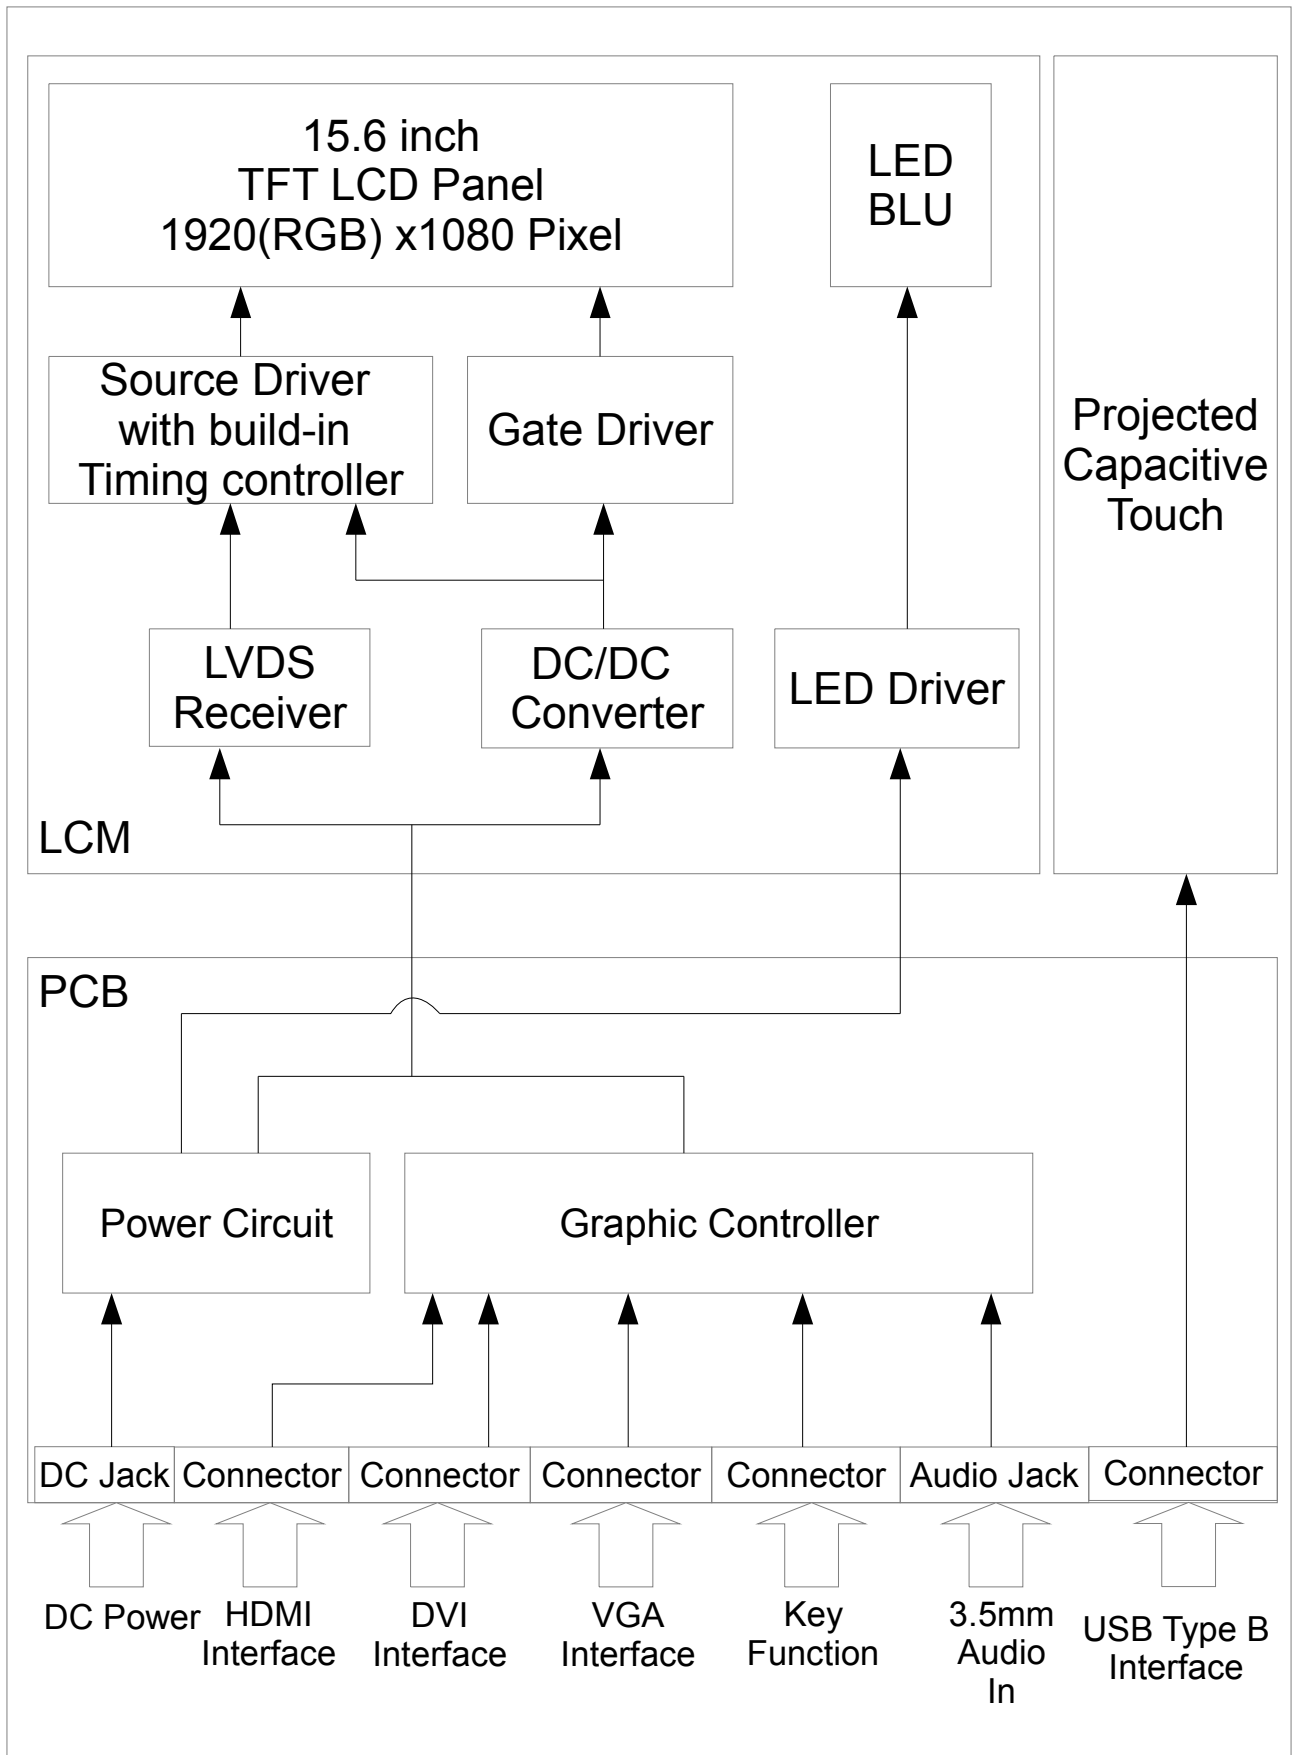 15.6 inch
TFT LCD Panel
1920(RGB) x1080 Pixel
LED
BLU
Source Driver
with build-in
Timing controller
Gate Driver
Projected
Capacitive
Touch
LVDS
Receiver
DC/DC
Converter
LED Driver
LCM
PCB
Power Circuit
Graphic Controller
DC Jack
Connector
Connector
Connector
Connector
Audio Jack
Connector
DC Power
HDMI
Interface
DVI
Interface
VGA
Interface
Key
Function
3.5mm
Audio
In
USB Type B
Interface